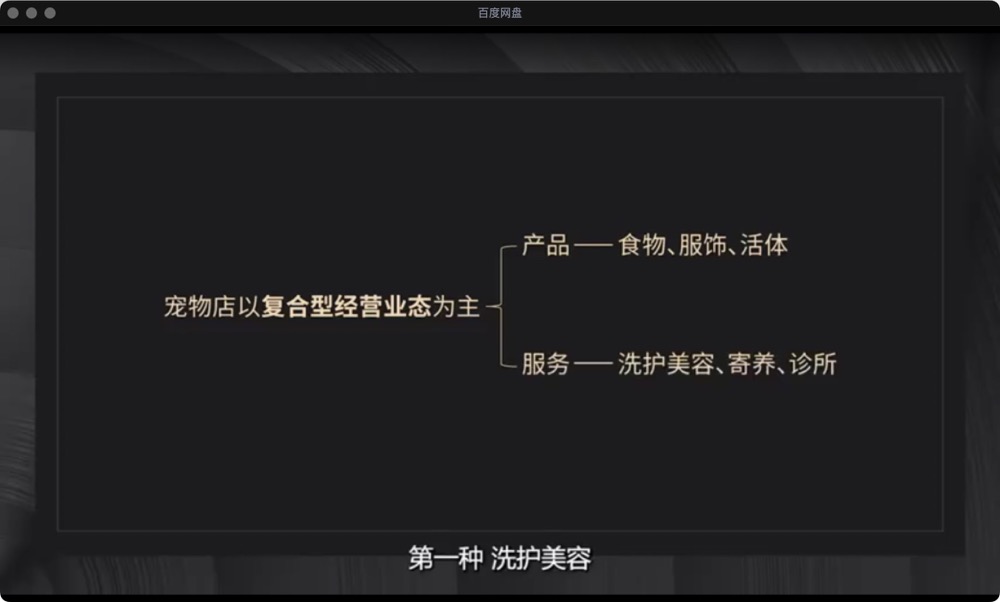 百度网盘
产品——食物、服饰、活体
宠物店以复合型经营业态为主
服务——洗护美容、寄养、诊所
第一种 洗护美容